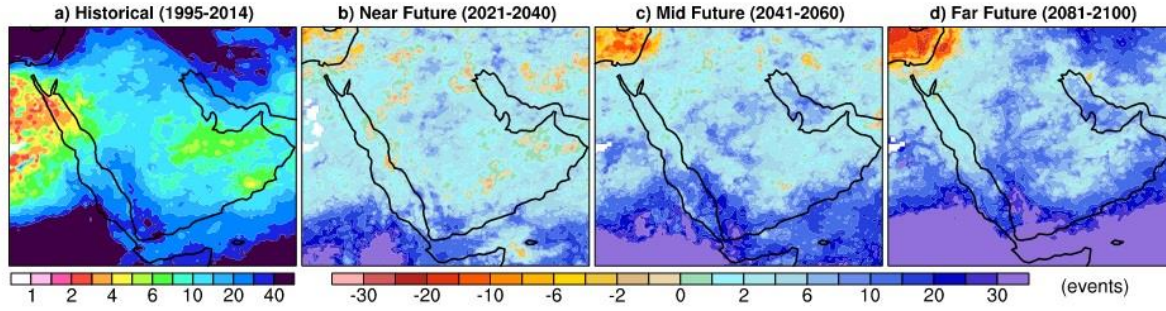 a) Historical (1995-2014) b) Near Future (2021-2040) c) Mid Future (2041-2060) d) Far Future (2081-2100)
1 2 4 6 10 20 40 -30 -20 -10 -6 -2 0 2 6 10 20 30 (events)